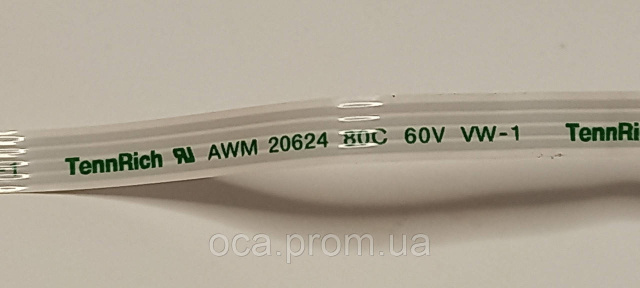 TennRich AWM 20624 80C 60V VW-1 TennRi
oca.prom.ua